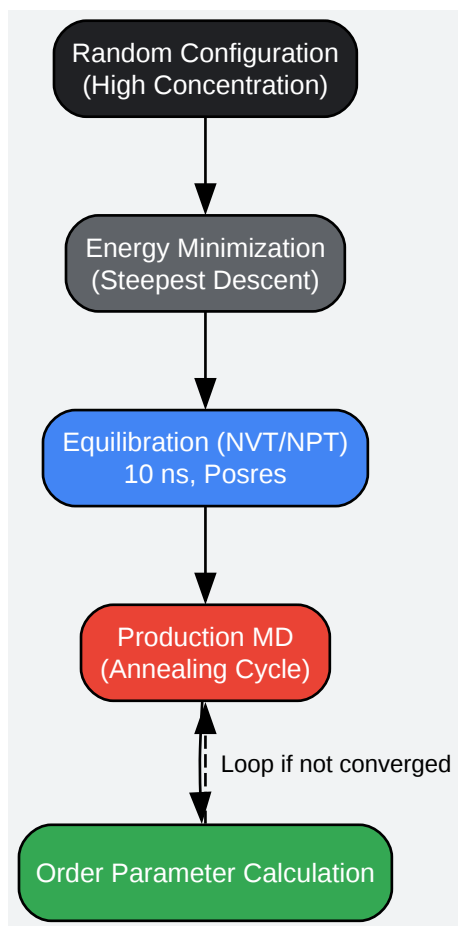 Random Configuration
(High Concentration)
Energy Minimization
(Steepest Descent)
Equilibration (NVT/NPT)
10 ns, Posres
Production MD
(Annealing Cycle)
Loop if not converged
Order Parameter Calculation